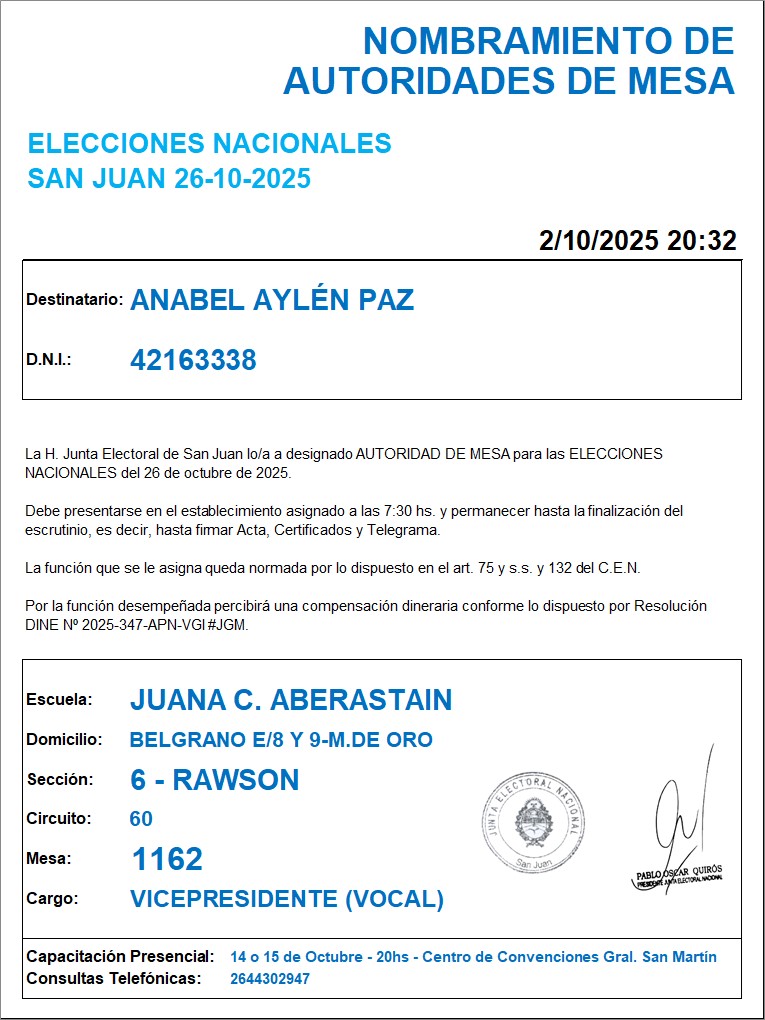 NOMBRAMIENTO DE
AUTORIDADES DE MESA
ELECCIONES NACIONALES
SAN JUAN 26-10-2025
2/10/2025 20:32
Destinatario: ANABEL AYLÉN PAZ
D.N.I.: 42163338
La H. Junta Electoral de San Juan lo/a a designado AUTORIDAD DE MESA para las ELECCIONES
NACIONALES del 26 de octubre de 2025.
Debe presentarse en el establecimiento asignado a las 7:30 hs. y permanecer hasta la finalización del
escrutinio, es decir, hasta firmar Acta, Certificados y Telegrama.
La función que se le asigna queda normada por lo dispuesto en el art. 75 y s.s. y 132 del C.E.N.
Por la función desempeñada percibirá una compensación dineraria conforme lo dispuesto por Resolución
DINE Nº 2025-347-APN-VGI#JGM.
Escuela: JUANA C. ABERASTAIN
Domicilio: BELGRANO E/8 Y 9-M.DE ORO
Sección: 6 - RAWSON
Circuito: 60
Mesa: 1162
Cargo: VICEPRESIDENTE (VOCAL)
JUNTA ELECTORAL NACIONAL
San Juan
PABLO OSCAR QUIRÓS
PRESIDENTE JUNTA ELECTORAL NACIONAL
Capacitación Presencial: 14 o 15 de Octubre - 20hs - Centro de Convenciones Gral. San Martín
Consultas Telefónicas: 2644302947